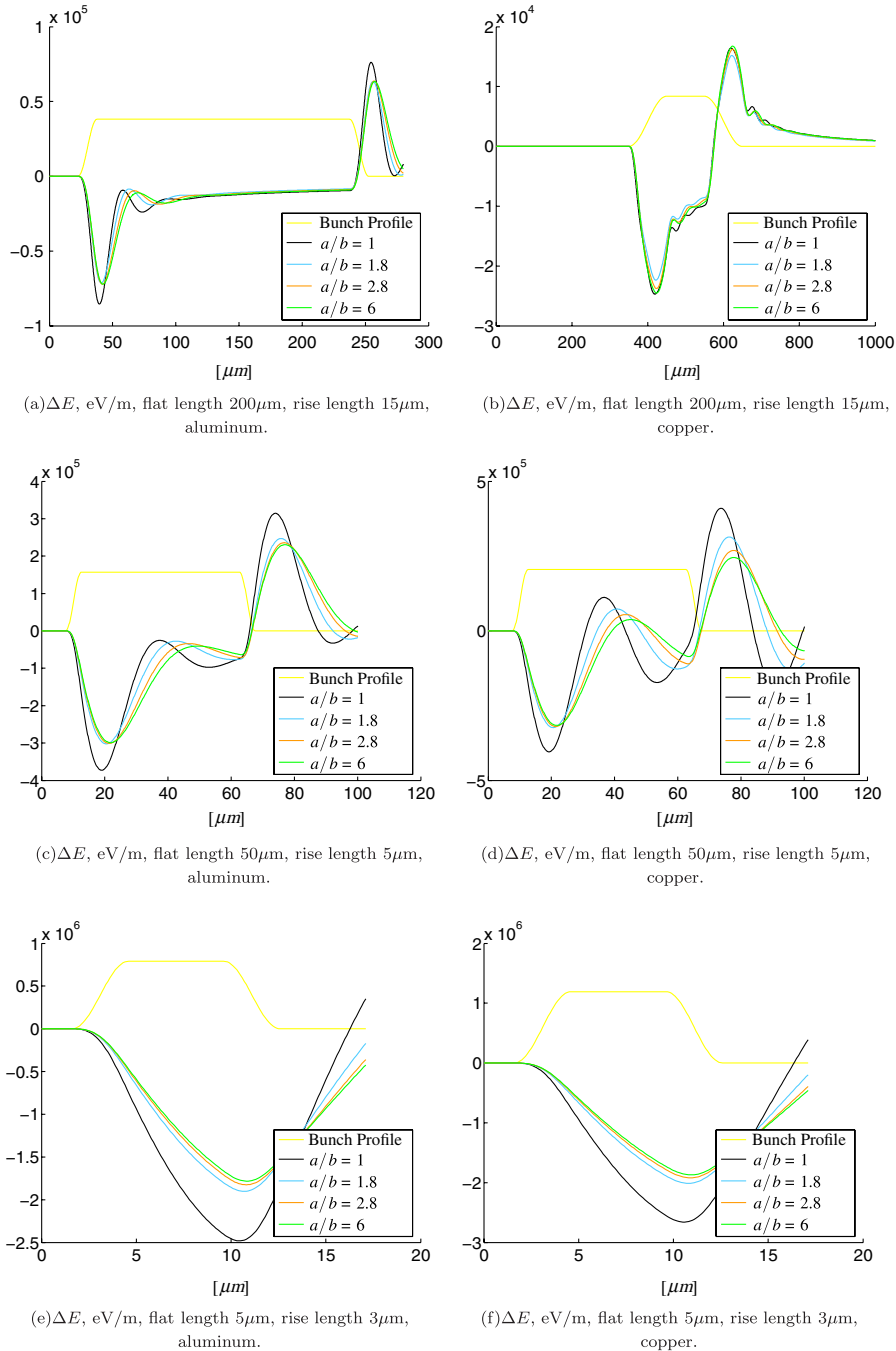 x 10^5
1
0.5
0
−0.5
−1
0 50 100 150 200 250 300
[μm]
Bunch Profile
a/b = 1
a/b = 1.8
a/b = 2.8
a/b = 6
(a)ΔE, eV/m, flat length 200μm, rise length 15μm,
aluminum.
x 10^4
2
1
0
−1
−2
−3
0 200 400 600 800 1000
[μm]
Bunch Profile
a/b = 1
a/b = 1.8
a/b = 2.8
a/b = 6
(b)ΔE, eV/m, flat length 200μm, rise length 15μm,
copper.
x 10^5
4
3
2
1
0
−1
−2
−3
−4
0 20 40 60 80 100 120
[μm]
Bunch Profile
a/b = 1
a/b = 1.8
a/b = 2.8
a/b = 6
(c)ΔE, eV/m, flat length 50μm, rise length 5μm,
aluminum.
x 10^5
5
0
−5
0 20 40 60 80 100 120
[μm]
Bunch Profile
a/b = 1
a/b = 1.8
a/b = 2.8
a/b = 6
(d)ΔE, eV/m, flat length 50μm, rise length 5μm,
copper.
x 10^6
1
0.5
0
−0.5
−1
−1.5
−2
−2.5
0 5 10 15 20
[μm]
Bunch Profile
a/b = 1
a/b = 1.8
a/b = 2.8
a/b = 6
(e)ΔE, eV/m, flat length 5μm, rise length 3μm,
aluminum.
x 10^6
2
1
0
−1
−2
−3
0 5 10 15 20
[μm]
Bunch Profile
a/b = 1
a/b = 1.8
a/b = 2.8
a/b = 6
(f)ΔE, eV/m, flat length 5μm, rise length 3μm,
copper.